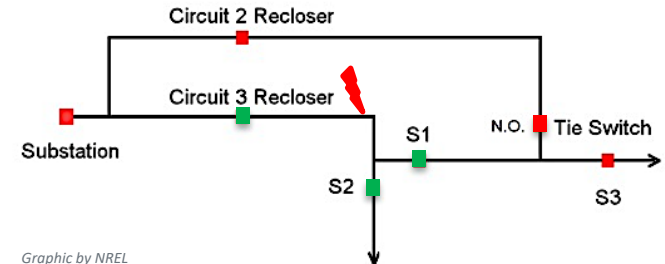 Circuit 2 Recloser
Circuit 3 Recloser
Substation
S1
N.O.
Tie Switch
S2
S3
Graphic by NREL